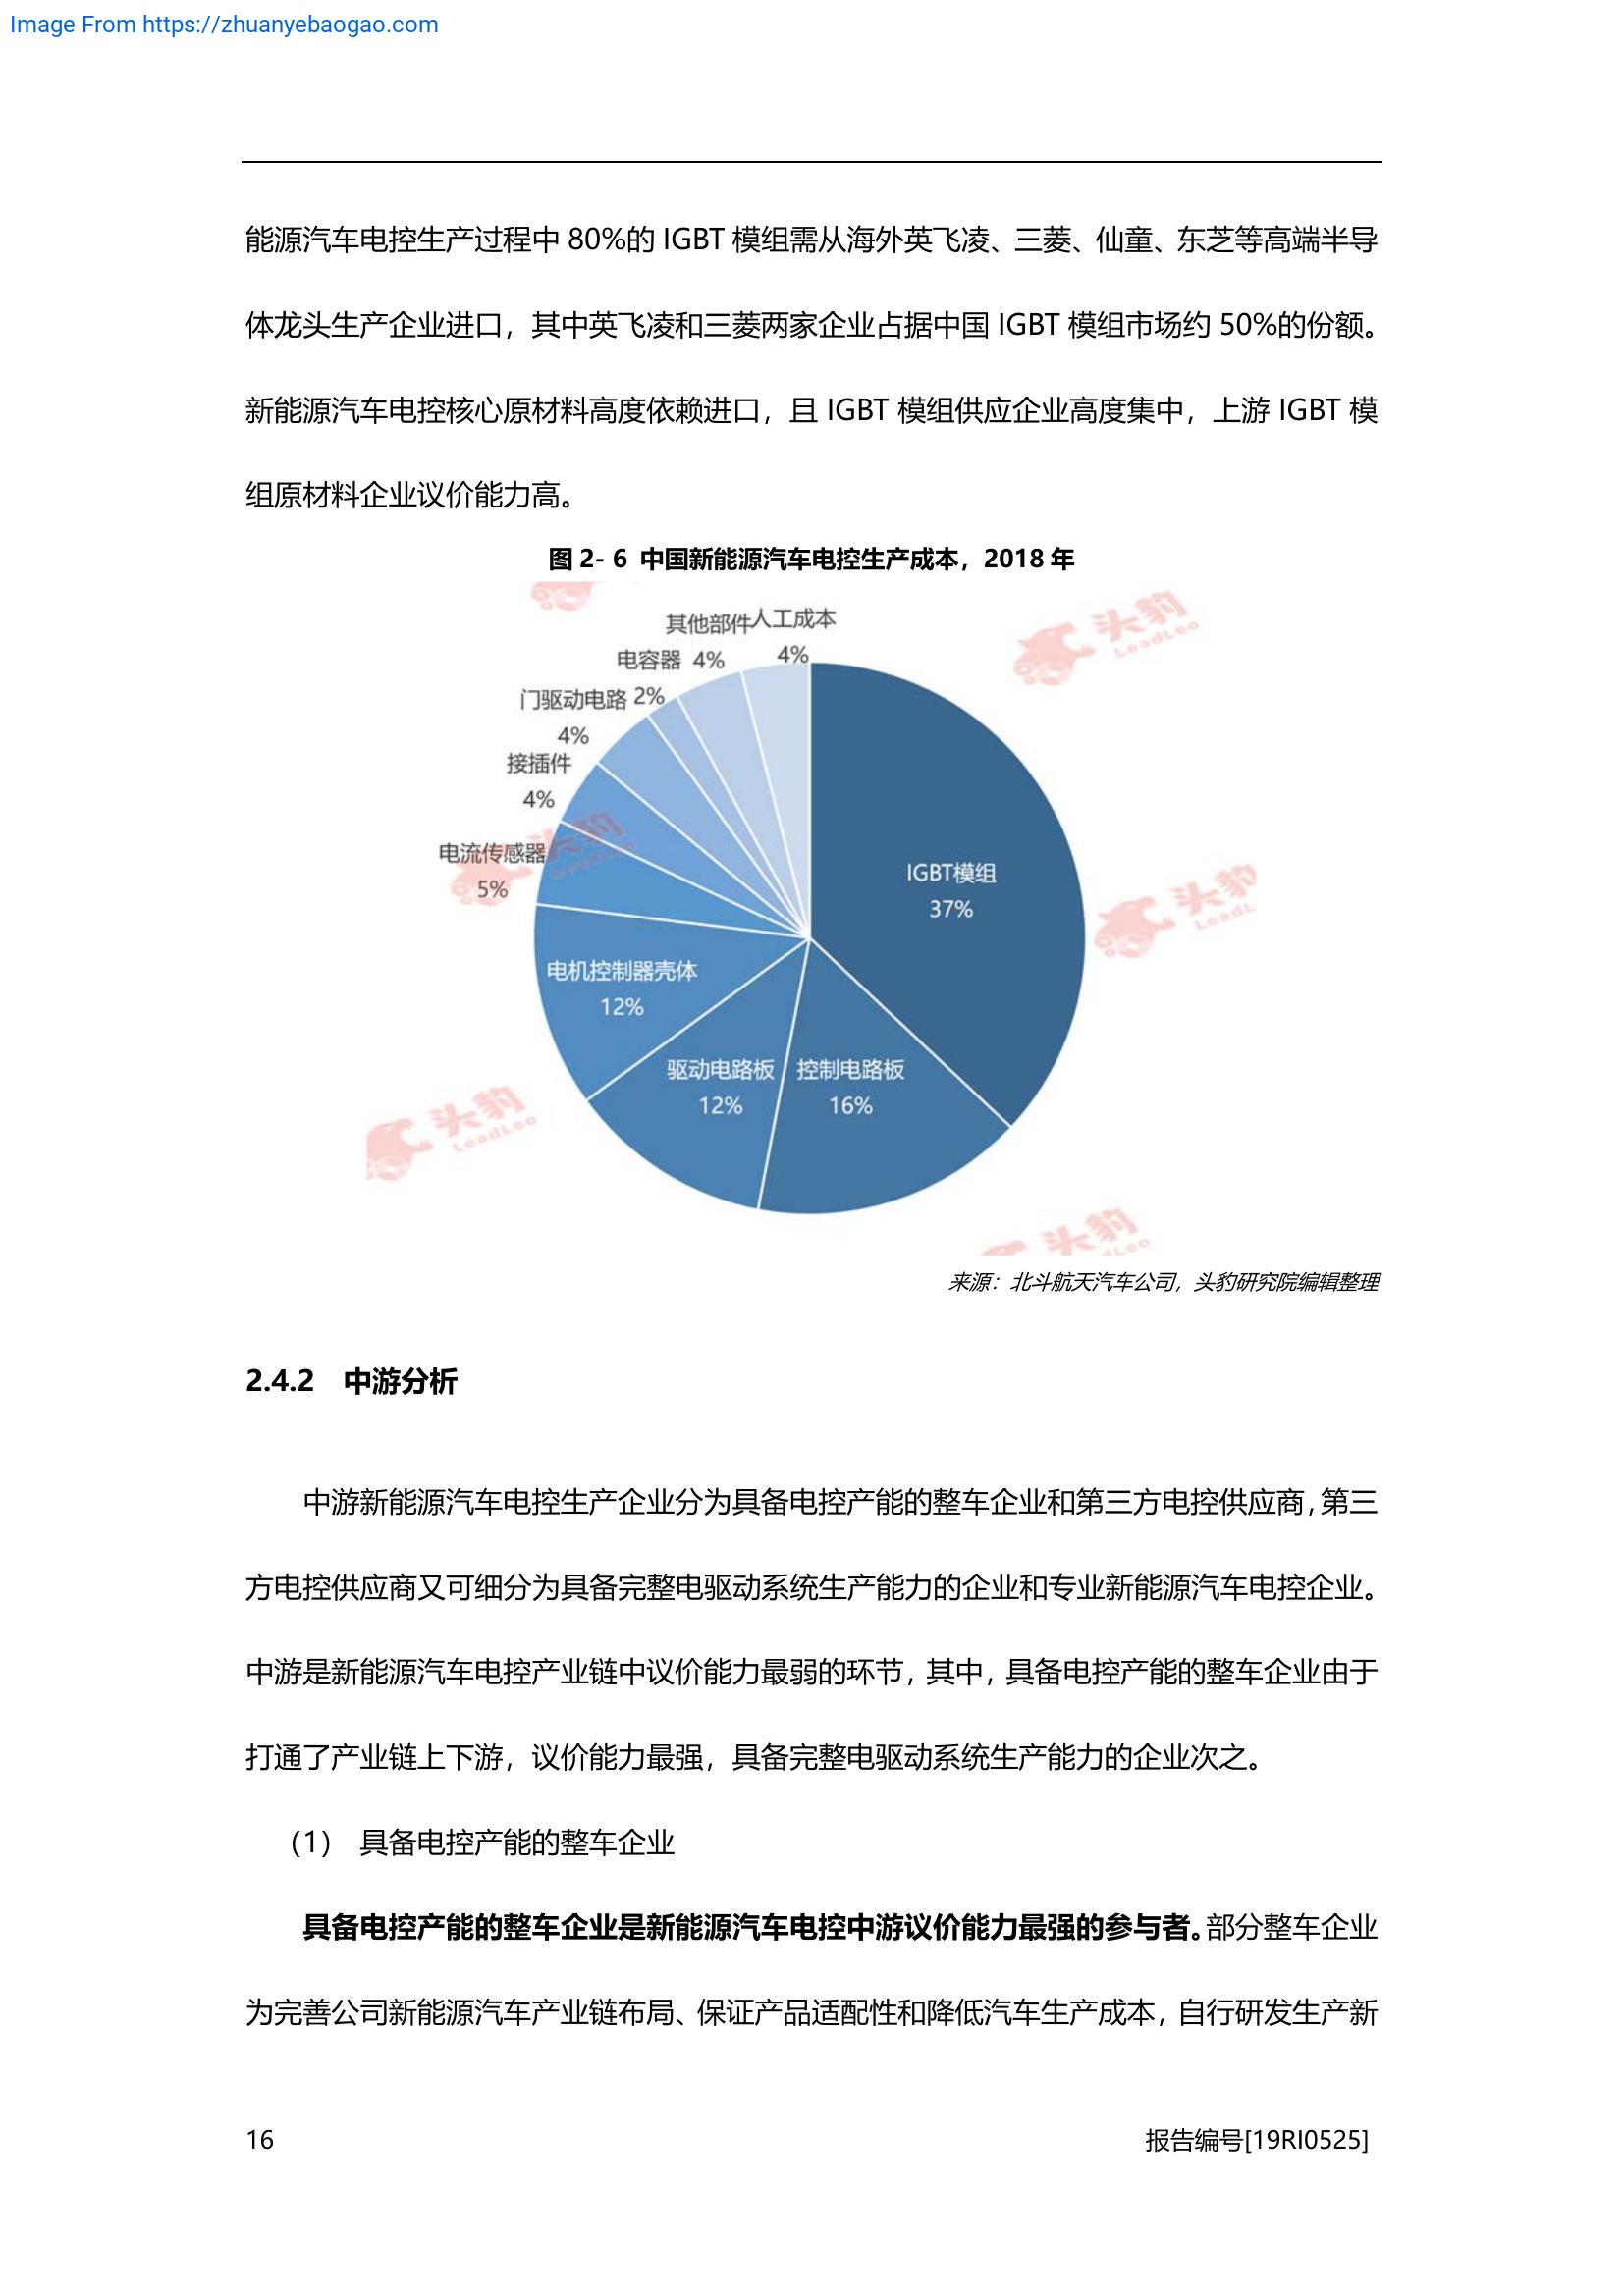 Image From https://zhuanyebaogao.com
能源汽车电控生产过程中 80%的 IGBT 模组需从海外英飞凌、三菱、仙童、东芝等高端半导
体龙头生产企业进口，其中英飞凌和三菱两家企业占据中国 IGBT 模组市场约 50%的份额。
新能源汽车电控核心原材料高度依赖进口，且 IGBT 模组供应企业高度集中，上游 IGBT 模
组原材料企业议价能力高。
图 2- 6 中国新能源汽车电控生产成本，2018 年
其他部件
4%
人工成本
4%
电容器
2%
门驱动电路
4%
接插件
4%
电流传感器
5%
IGBT模组
37%
电机控制器壳体
12%
驱动电路板
12%
控制电路板
16%
头豹
LeadLeo
头豹
LeadLeo
头豹
LeadL
头豹
LeadLeo
头豹
dLeo
来源：北斗航天汽车公司，头豹研究院编辑整理
2.4.2 中游分析
中游新能源汽车电控生产企业分为具备电控产能的整车企业和第三方电控供应商，第三
方电控供应商又可细分为具备完整电驱动系统生产能力的企业和专业新能源汽车电控企业。
中游是新能源汽车电控产业链中议价能力最弱的环节，其中，具备电控产能的整车企业由于
打通了产业链上下游，议价能力最强，具备完整电驱动系统生产能力的企业次之。
（1） 具备电控产能的整车企业
具备电控产能的整车企业是新能源汽车电控中游议价能力最强的参与者。部分整车企业
为完善公司新能源汽车产业链布局、保证产品适配性和降低汽车生产成本，自行研发生产新
16
报告编号[19RI0525]